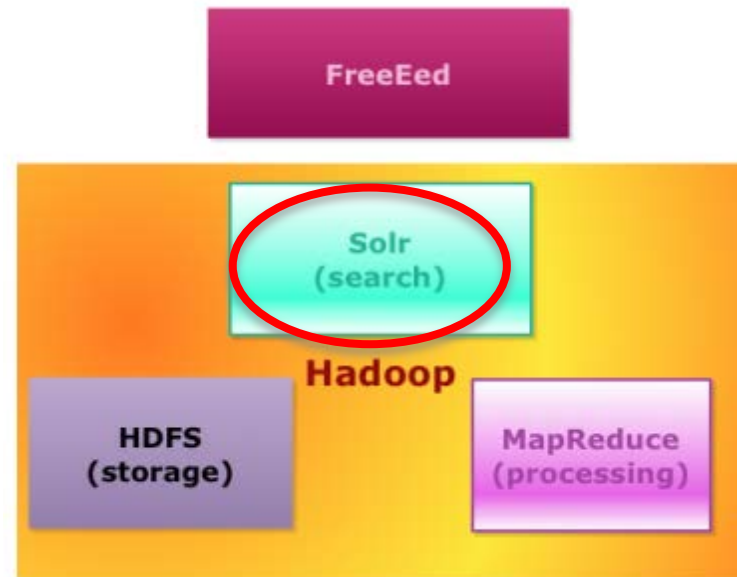 FreeEed
Solr
(search)
Hadoop
HDFS
(storage)
MapReduce
(processing)